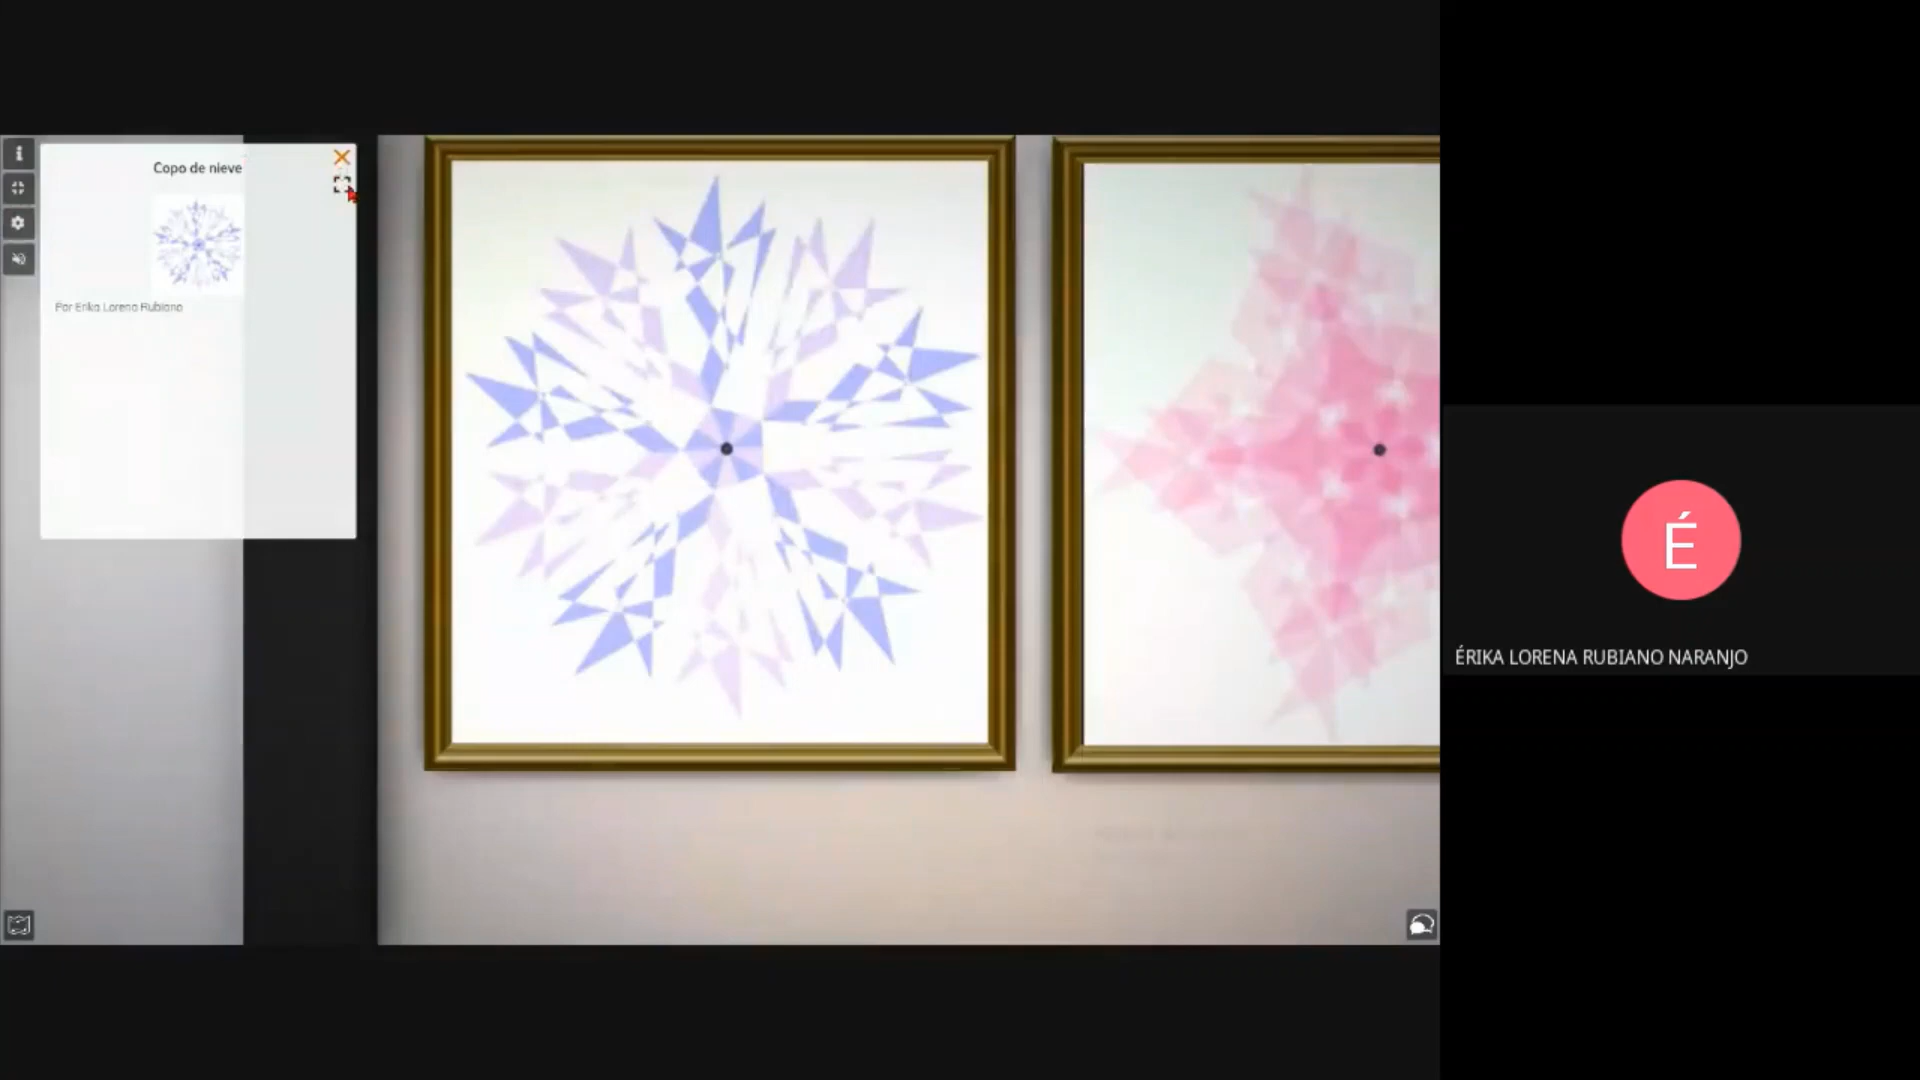 Copo de nieve
Por Erika Lorena Rubiano
É
ÉRIKA LORENA RUBIANO NARANJO